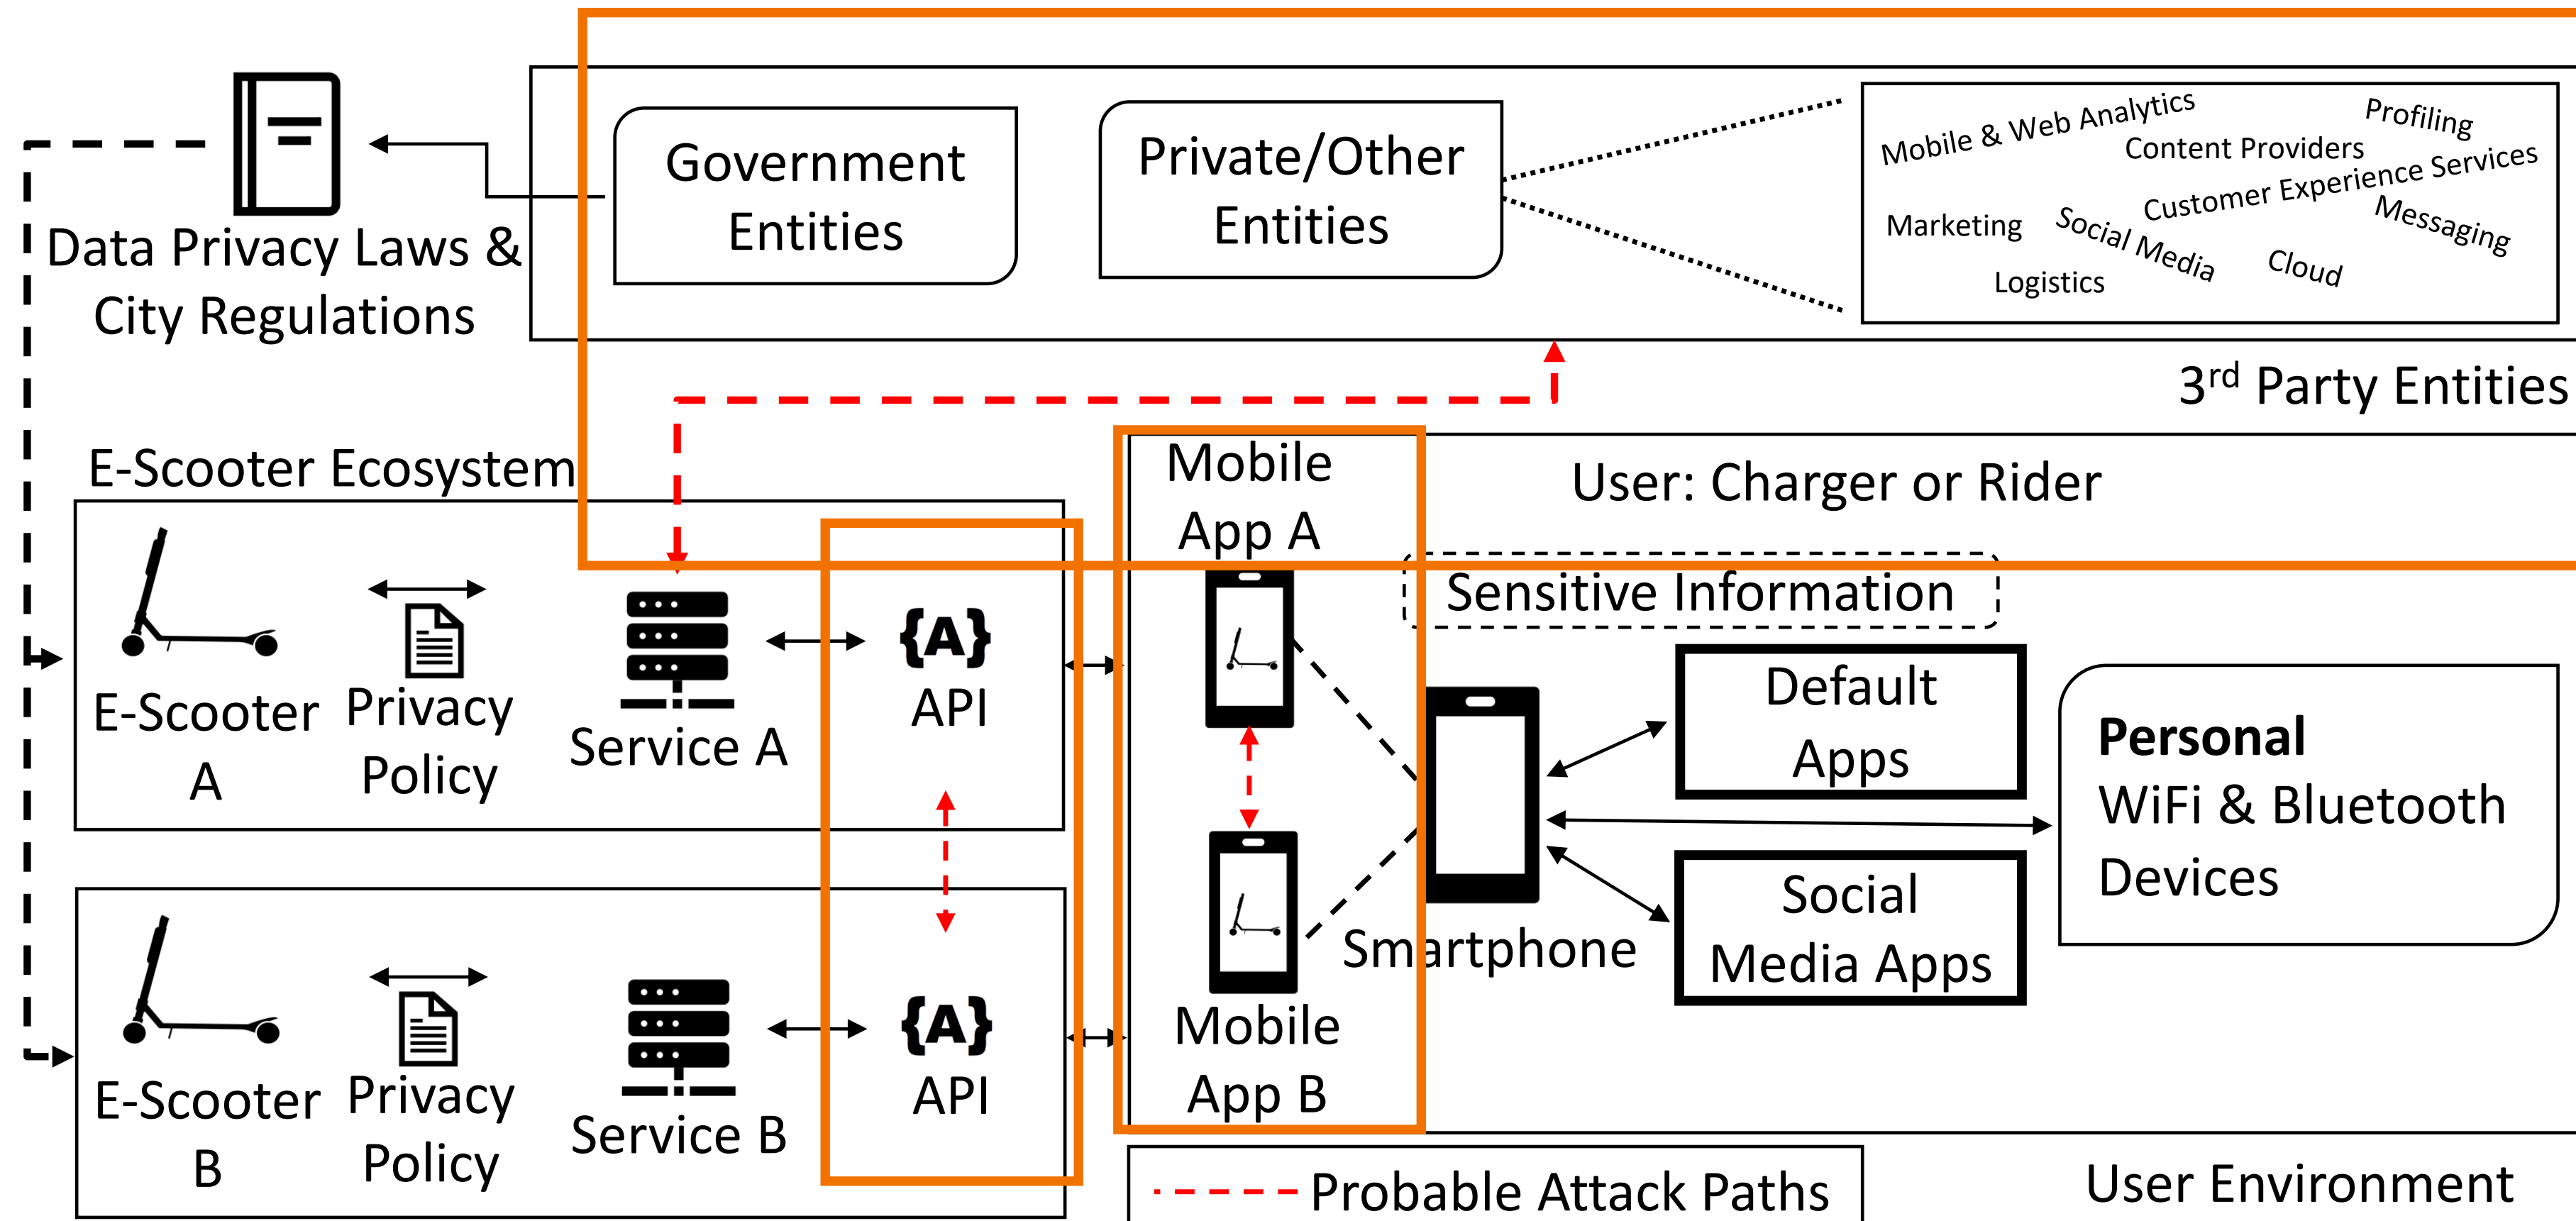 Government
Entities
Private/Other
Entities
Mobile & Web Analytics
Profiling
Content Providers
Customer Experience Services
Marketing
Social Media
Messaging
Cloud
Logistics
Data Privacy Laws &
City Regulations
3rd Party Entities
E-Scooter Ecosystem
Mobile
App A
User: Charger or Rider
Sensitive Information
E-Scooter
A
Privacy
Policy
Service A
{A}
API
Default
Apps
Personal
WiFi & Bluetooth
Devices
Social
Media Apps
Smartphone
E-Scooter
B
Privacy
Policy
Service B
{A}
API
Mobile
App B
Probable Attack Paths
User Environment